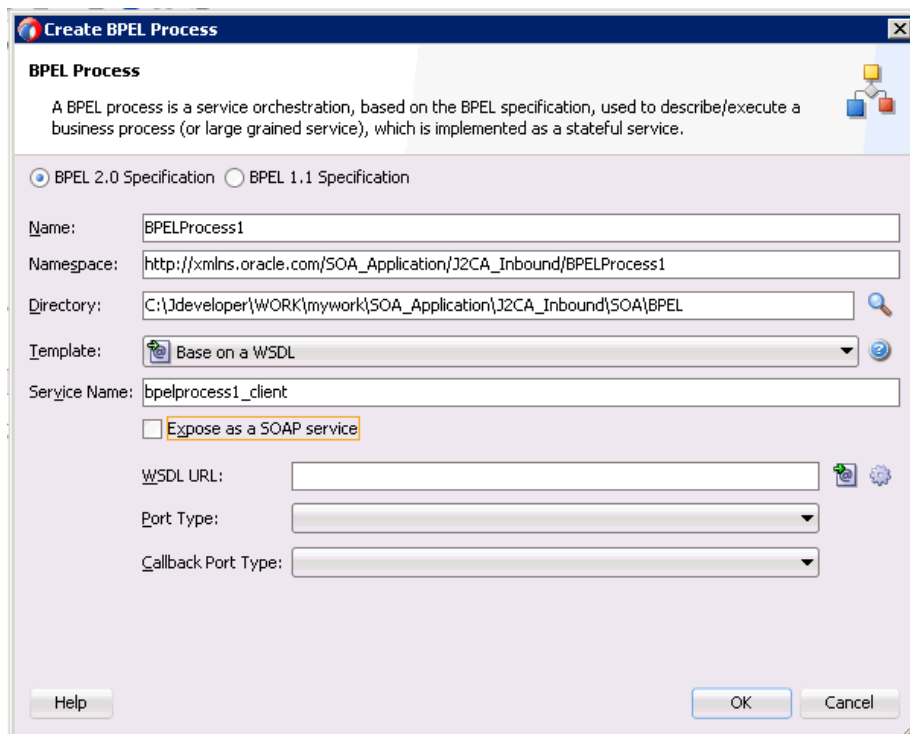 Create BPEL Process
BPEL Process
A BPEL process is a service orchestration, based on the BPEL specification, used to describe/execute a
business process (or large grained service), which is implemented as a stateful service.
BPEL 2.0 Specification BPEL 1.1 Specification
Name: BPELProcess1
Namespace: http://xmlns.oracle.com/SOA_Application/J2CA_Inbound/BPELProcess1
Directory: C:\Jdeveloper\WORK\mywork\SOA_Application\J2CA_Inbound\SOA\BPEL
Template: Base on a WSDL
Service Name: bpelprocess1_client
Expose as a SOAP service
WSDL URL:
Port Type:
Callback Port Type:
Help OK Cancel